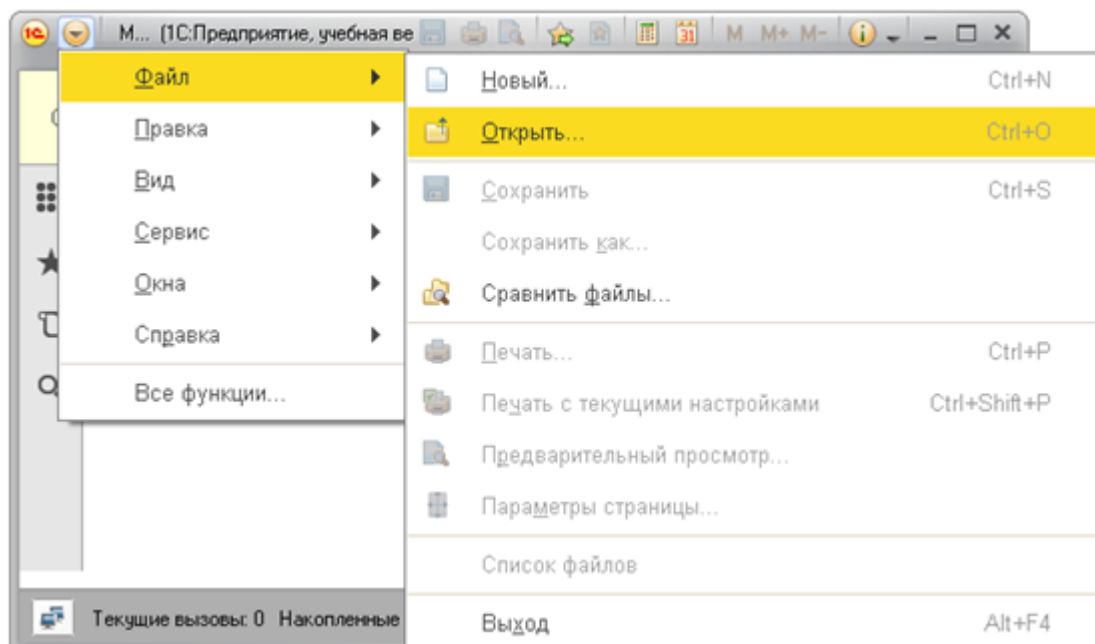 1С М... (1С:Предприятие, учебная ве 31 M M+ M-
Файл
Правка
Вид
Сервис
Окна
Справка
Все функции...
Новый... Ctrl+N
Открыть... Ctrl+O
Сохранить Ctrl+S
Сохранить как...
Сравнить файлы...
Печать... Ctrl+P
Печать с текущими настройками Ctrl+Shift+P
Предварительный просмотр...
Параметры страницы...
Список файлов
Выход Alt+F4
Текущие вызовы: 0 Накопленные